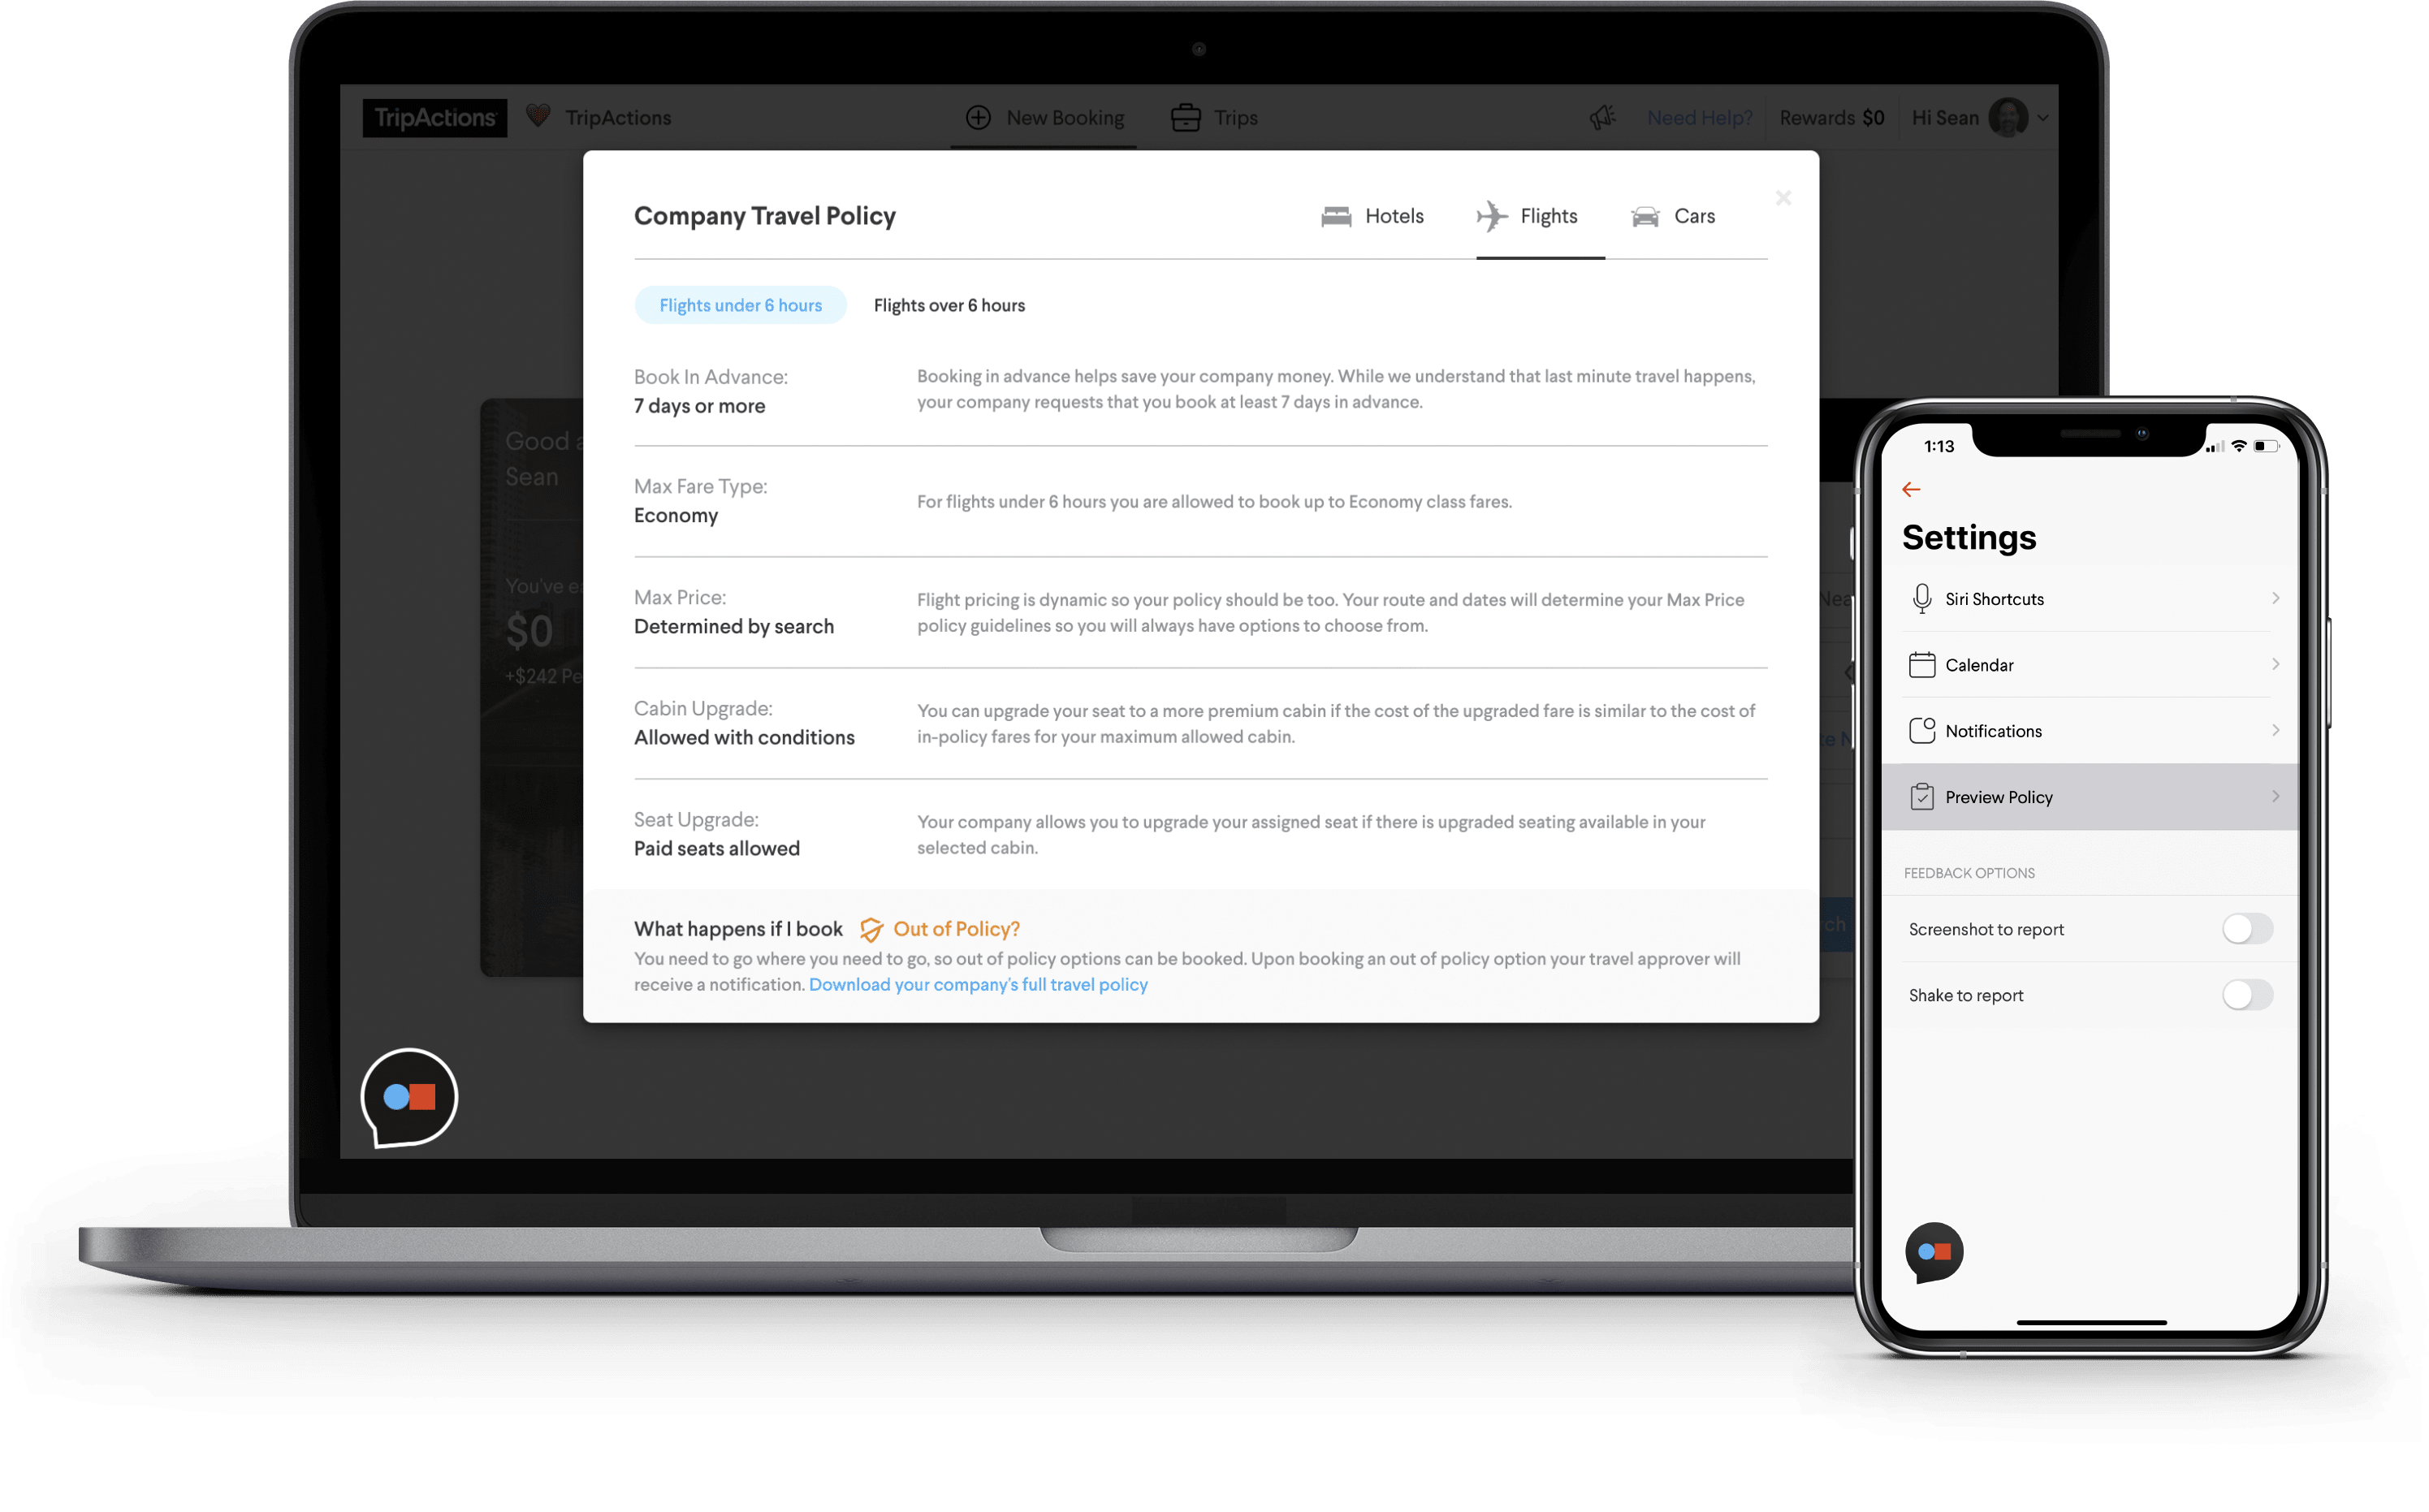 TripActions TripActions New Booking Trips Need Help? Rewards $0 Hi Sean
Company Travel Policy Hotels Flights Cars
Flights under 6 hours Flights over 6 hours
Book In Advance:
7 days or more
Booking in advance helps save your company money. While we understand that last minute travel happens,
your company requests that you book at least 7 days in advance.
Max Fare Type:
Economy
For flights under 6 hours you are allowed to book up to Economy class fares.
Max Price:
Determined by search
Flight pricing is dynamic so your policy should be too. Your route and dates will determine your Max Price
policy guidelines so you will always have options to choose from.
Cabin Upgrade:
Allowed with conditions
You can upgrade your seat to a more premium cabin if the cost of the upgraded fare is similar to the cost of
in-policy fares for your maximum allowed cabin.
Seat Upgrade:
Paid seats allowed
Your company allows you to upgrade your assigned seat if there is upgraded seating available in your
selected cabin.
What happens if I book Out of Policy?
You need to go where you need to go, so out of policy options can be booked. Upon booking an out of policy option your travel approver will
receive a notification. Download your company's full travel policy
Good
Sean
You've
$0
+$242
1:13
Settings
Siri Shortcuts
Calendar
Notifications
Preview Policy
FEEDBACK OPTIONS
Screenshot to report
Shake to report